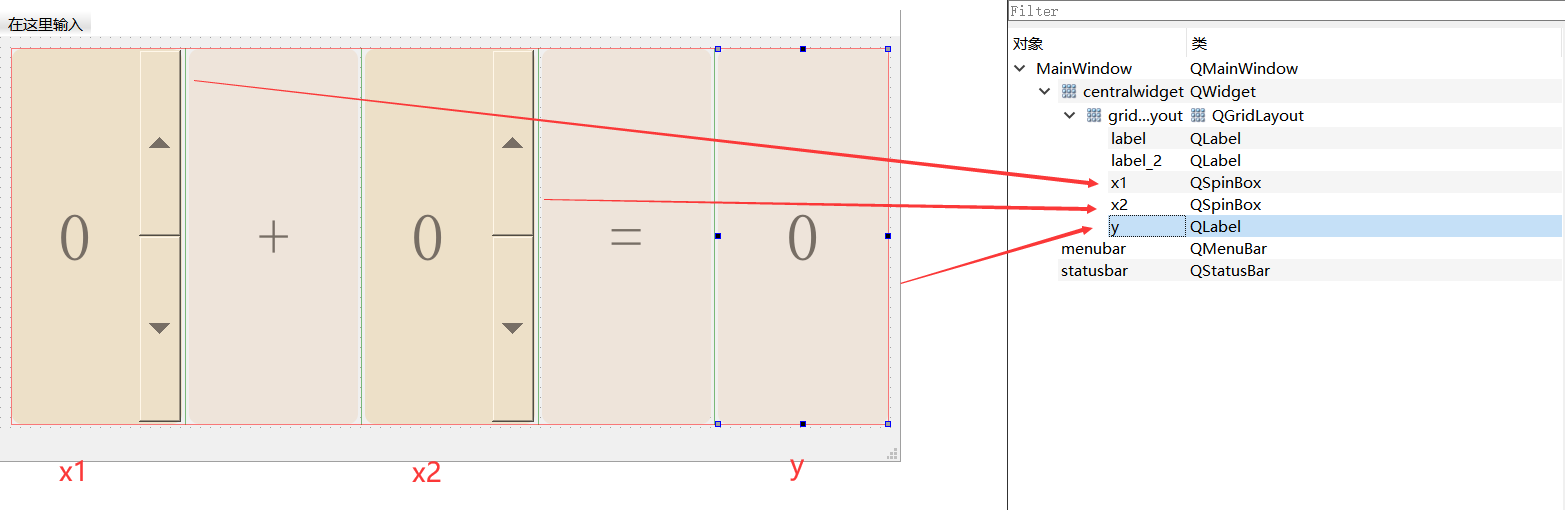 在这里输入
0 + 0 = 0
x1 x2 y
Filter
对象 类
MainWindow QMainWindow
centralwidget QWidget
grid...yout QGridLayout
label QLabel
label_2 QLabel
x1 QSpinBox
x2 QSpinBox
y QLabel
menubar QMenuBar
statusbar QStatusBar